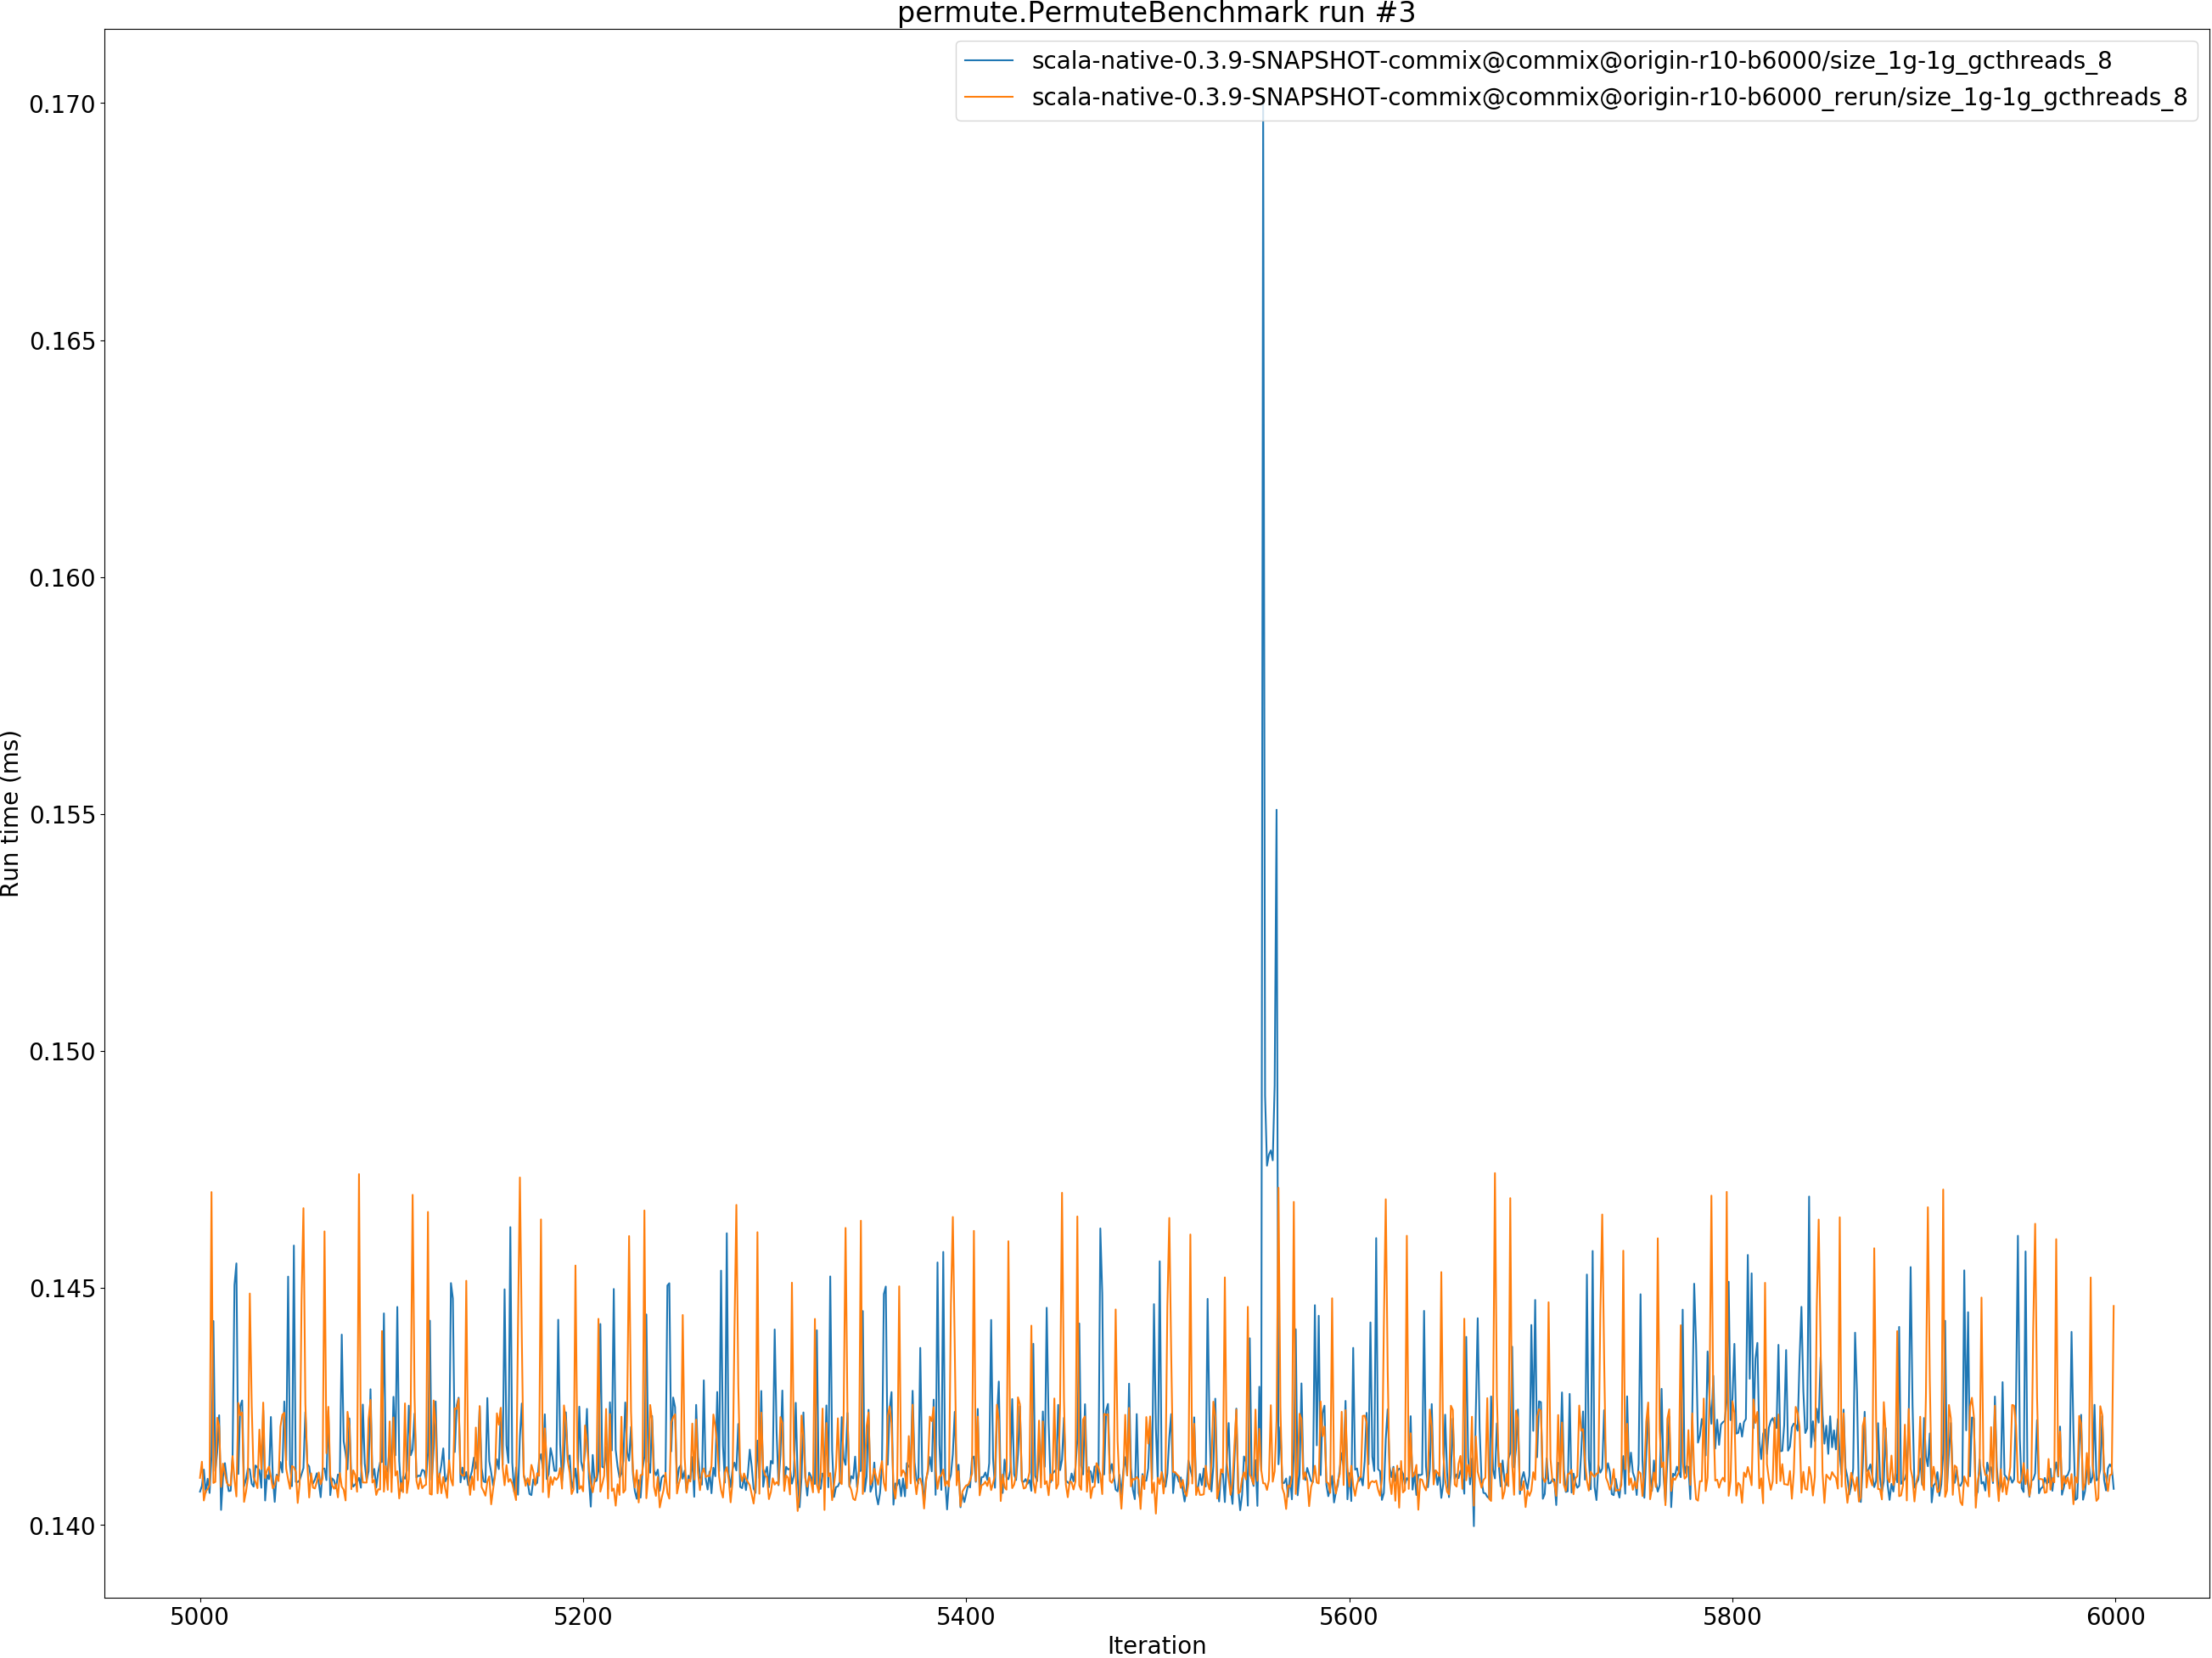 permute.PermuteBenchmark run #3
scala-native-0.3.9-SNAPSHOT-commix@commix@origin-r10-b6000/size_1g-1g_gcthreads_8
scala-native-0.3.9-SNAPSHOT-commix@commix@origin-r10-b6000_rerun/size_1g-1g_gcthreads_8
0.170
0.165
0.160
0.155
0.150
0.145
0.140
Run time (ms)
5000 5200 5400 5600 5800 6000
Iteration